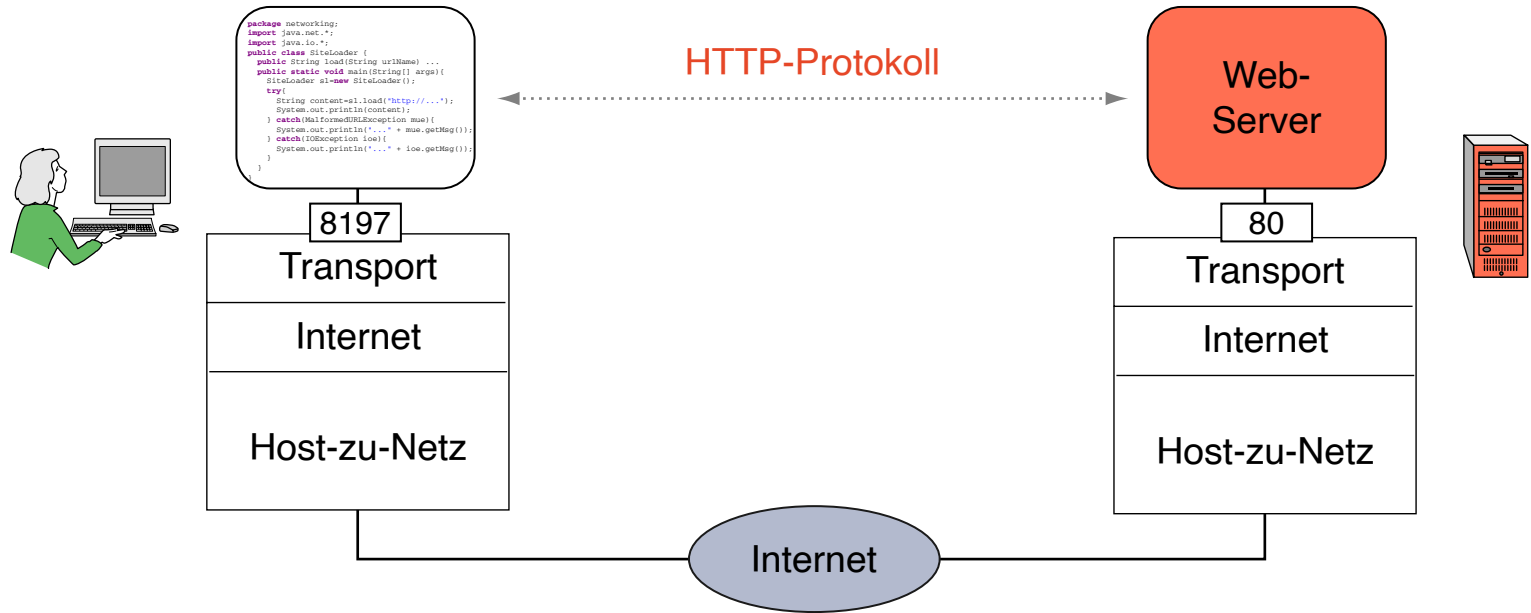 package networking;
import java.net.*;
import java.io.*;
public class SiteLoader {
public String load(String urlName) ...
public static void main(String[] args){
SiteLoader sl=new SiteLoader();
try{
String content=sl.load("http://...");
System.out.println(content);
} catch(MalformedURLException mue){
System.out.println("..." + mue.getMsg());
} catch(IOException ioe){
System.out.println("..." + ioe.getMsg());
}
}
}
HTTP-Protokoll
Web-
Server
8197
Transport
Internet
Host-zu-Netz
80
Transport
Internet
Host-zu-Netz
Internet